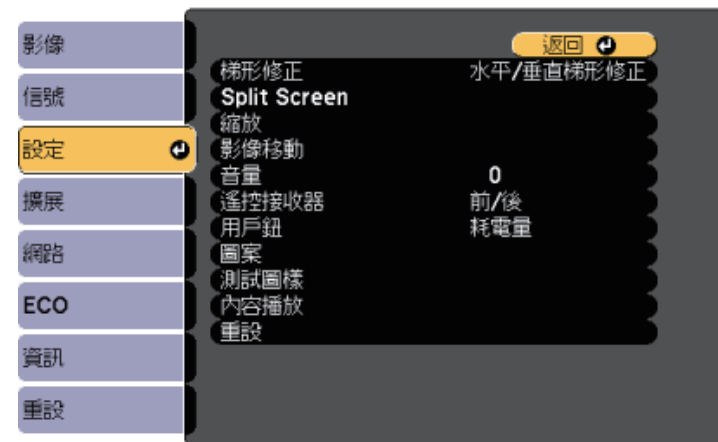 影像
信號
設定
擴展
網路
ECO
資訊
重設
返回
梯形修正 水平/垂直梯形修正
Split Screen
縮放
影像移動
音量 0
遙控接收器 前/後
用戶鈕 耗電量
圖案
測試圖樣
內容播放
重設